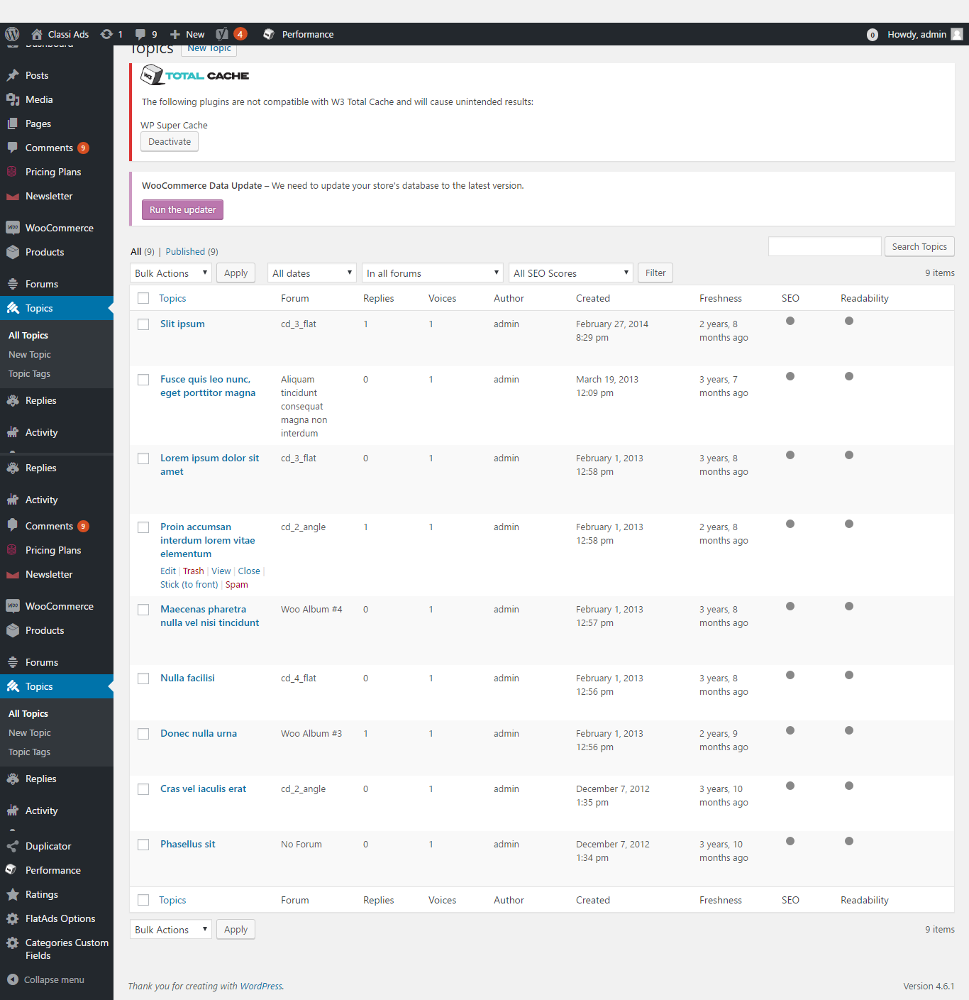 Classi Ads 1 9 New 4 Performance 0 Howdy, admin
Dashboard
Posts
Media
Pages
Comments 9
Pricing Plans
Newsletter
WooCommerce
Products
Forums
Topics
All Topics
New Topic
Topic Tags
Replies
Activity
Replies
Activity
Comments 9
Pricing Plans
Newsletter
WooCommerce
Products
Forums
Topics
All Topics
New Topic
Topic Tags
Replies
Activity
Duplicator
Performance
Ratings
FlatAds Options
Categories Custom
Fields
Collapse menu
Topics New Topic
W3 TOTAL CACHE
The following plugins are not compatible with W3 Total Cache and will cause unintended results:
WP Super Cache
Deactivate
WooCommerce Data Update – We need to update your store's database to the latest version.
Run the updater
All (9) | Published (9) Search Topics
Bulk Actions Apply All dates In all forums All SEO Scores Filter 9 items
Topics Forum Replies Voices Author Created Freshness SEO Readability
Slit ipsum cd_3_flat 1 1 admin February 27, 2014 2 years, 8
8:29 pm months ago
Fusce quis leo nunc, Aliquam 0 1 admin March 19, 2013 3 years, 7
eget porttitor magna tincidunt 12:09 pm months ago
consequat
magna non
interdum
Lorem ipsum dolor sit cd_3_flat 0 1 admin February 1, 2013 3 years, 8
amet 12:58 pm months ago
Proin accumsan cd_2_angle 1 1 admin February 1, 2013 2 years, 8
interdum lorem vitae 12:58 pm months ago
elementum
Edit | Trash | View | Close |
Stick (to front) | Spam
Maecenas pharetra Woo Album #4 0 1 admin February 1, 2013 3 years, 8
nulla vel nisi tincidunt 12:57 pm months ago
Nulla facilisi cd_4_flat 0 1 admin February 1, 2013 3 years, 8
12:56 pm months ago
Donec nulla urna Woo Album #3 1 1 admin February 1, 2013 2 years, 9
12:56 pm months ago
Cras vel iaculis erat cd_2_angle 0 1 admin December 7, 2012 3 years, 10
1:35 pm months ago
Phasellus sit No Forum 0 1 admin December 7, 2012 3 years, 10
1:34 pm months ago
Topics Forum Replies Voices Author Created Freshness SEO Readability
Bulk Actions Apply 9 items
Thank you for creating with WordPress. Version 4.6.1